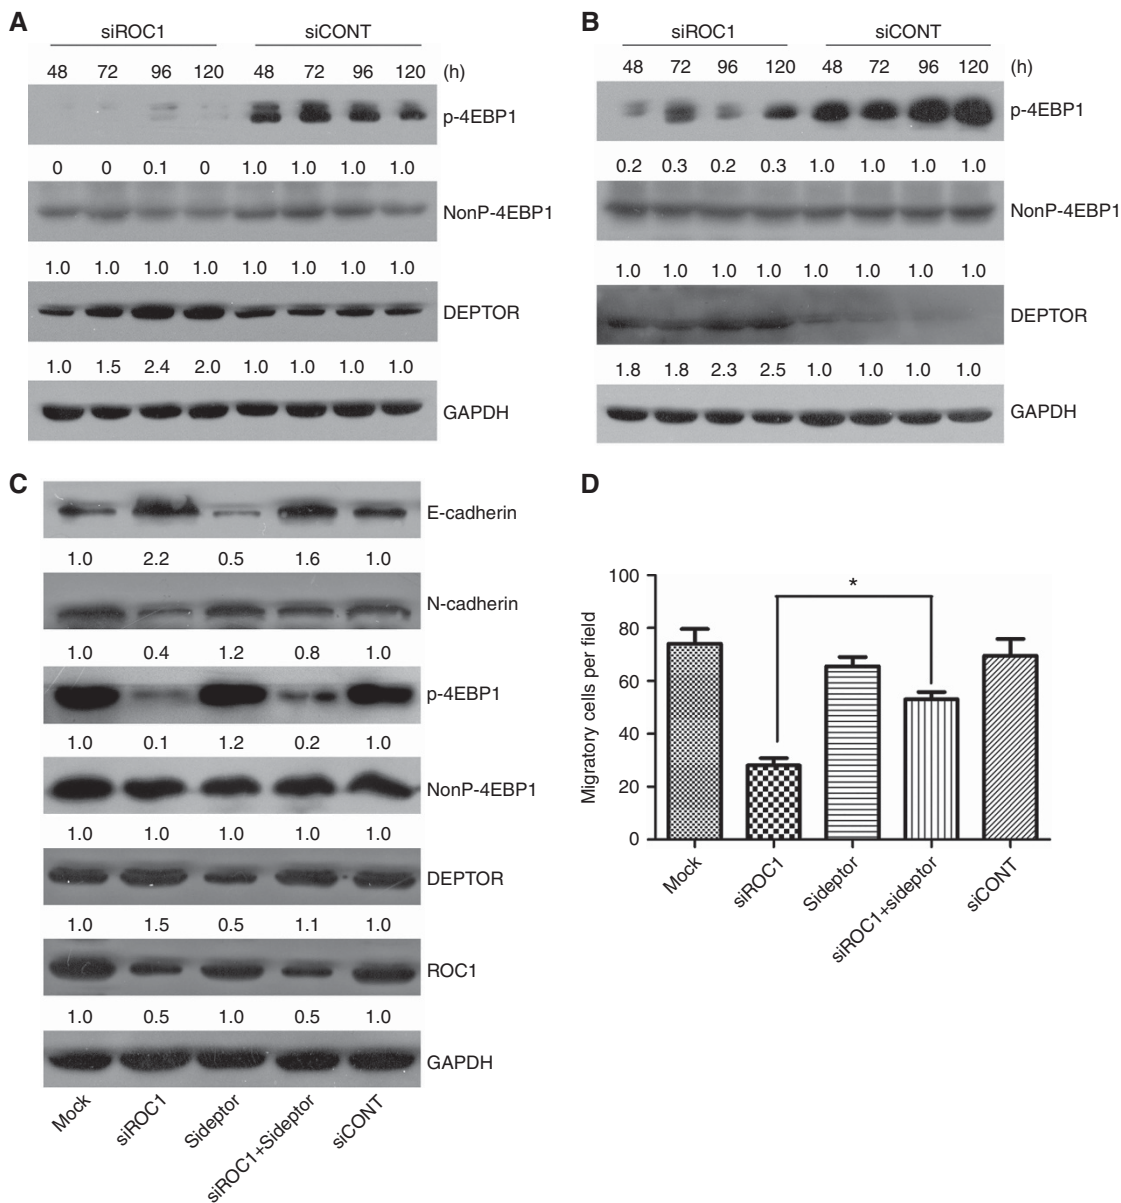 A
siROC1 siCONT
48 72 96 120 48 72 96 120 (h)
p-4EBP1
0 0 0.1 0 1.0 1.0 1.0 1.0
NonP-4EBP1
1.0 1.0 1.0 1.0 1.0 1.0 1.0 1.0
DEPTOR
1.0 1.5 2.4 2.0 1.0 1.0 1.0 1.0
GAPDH
B
siROC1 siCONT
48 72 96 120 48 72 96 120 (h)
p-4EBP1
0.2 0.3 0.2 0.3 1.0 1.0 1.0 1.0
NonP-4EBP1
1.0 1.0 1.0 1.0 1.0 1.0 1.0 1.0
DEPTOR
1.8 1.8 2.3 2.5 1.0 1.0 1.0 1.0
GAPDH
C
E-cadherin
1.0 2.2 0.5 1.6 1.0
N-cadherin
1.0 0.4 1.2 0.8 1.0
p-4EBP1
1.0 0.1 1.2 0.2 1.0
NonP-4EBP1
1.0 1.0 1.0 1.0 1.0
DEPTOR
1.0 1.5 0.5 1.1 1.0
ROC1
1.0 0.5 1.0 0.5 1.0
GAPDH
Mock siROC1 Sideptor siROC1+Sideptor siCONT
D
Migratory cells per field
100
80
60
40
20
0
*
Mock siROC1 Sideptor siROC1+sideptor siCONT